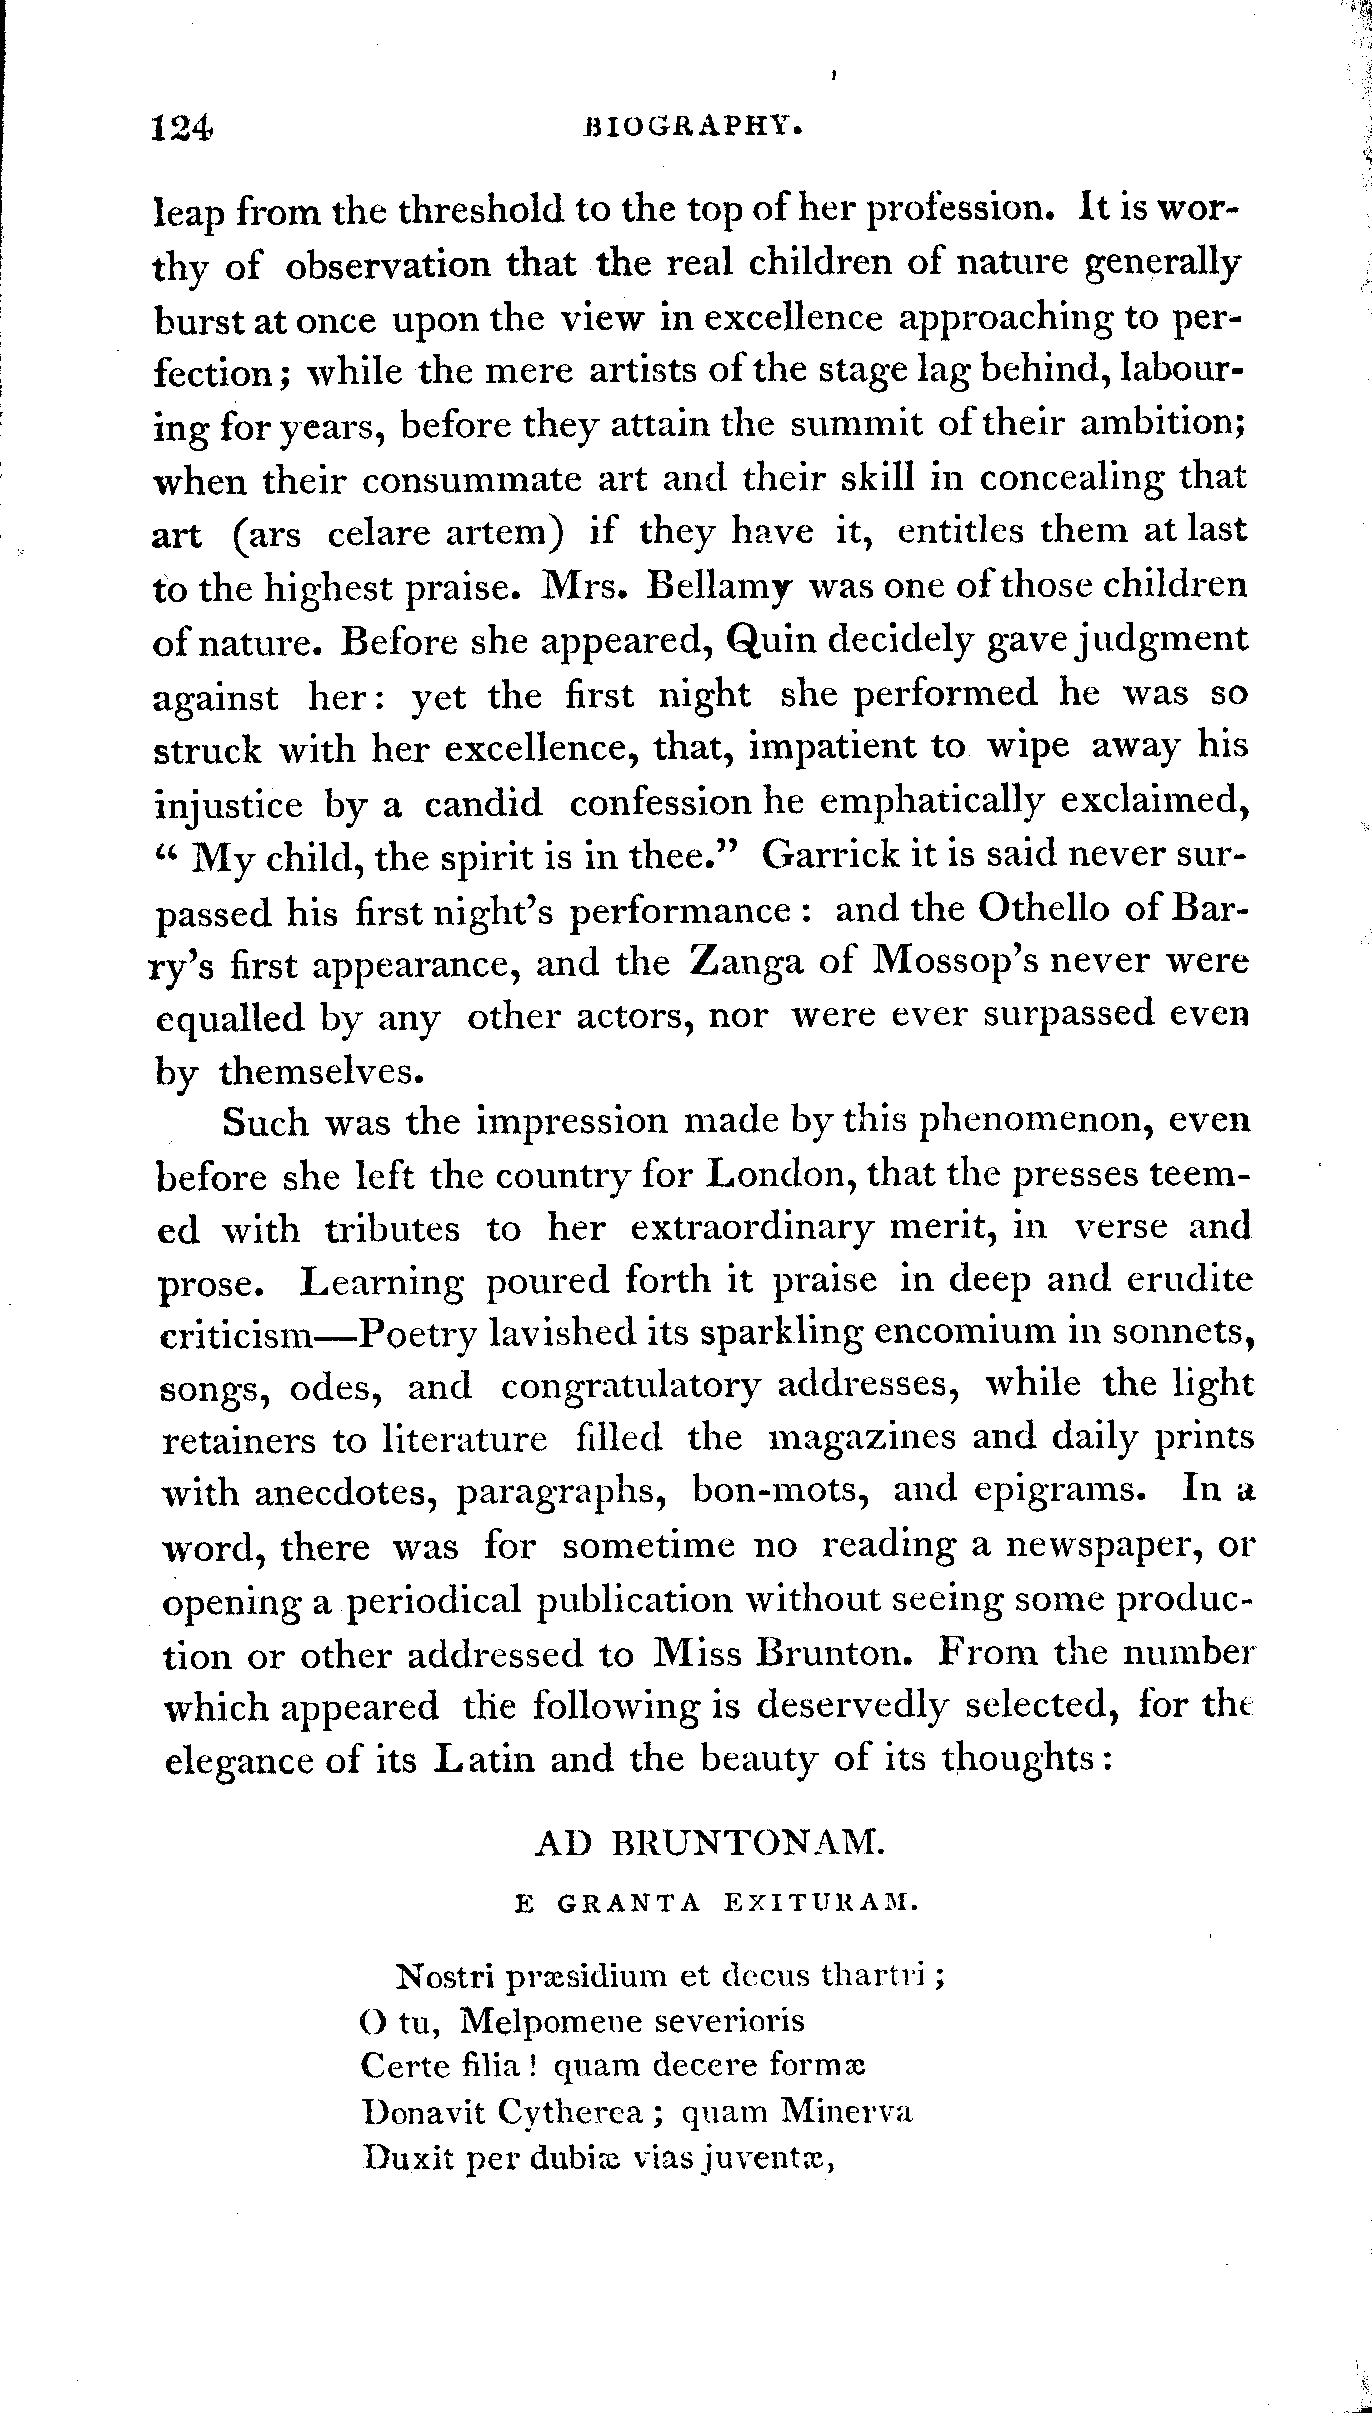 124 BIOGRAPHY.
leap from the threshold to the top of her profession. It is wor-
thy of observation that the real children of nature generally
burst at once upon the view in excellence approaching to per-
fection; while the mere artists of the stage lag behind, labour-
ing for years, before they attain the summit of their ambition;
when their consummate art and their skill in concealing that
art (ars celare artem) if they have it, entitles them at last
to the highest praise. Mrs. Bellamy was one of those children
of nature. Before she appeared, Quin decidely gave judgment
against her: yet the first night she performed he was so
struck with her excellence, that, impatient to wipe away his
injustice by a candid confession he emphatically exclaimed,
“ My child, the spirit is in thee.” Garrick it is said never sur-
passed his first night’s performance : and the Othello of Bar-
ry’s first appearance, and the Zanga of Mossop’s never were
equalled by any other actors, nor were ever surpassed even
by themselves.
Such was the impression made by this phenomenon, even
before she left the country for London, that the presses teem-
ed with tributes to her extraordinary merit, in verse and
prose. Learning poured forth it praise in deep and erudite
criticism—Poetry lavished its sparkling encomium in sonnets,
songs, odes, and congratulatory addresses, while the light
retainers to literature filled the magazines and daily prints
with anecdotes, paragraphs, bon-mots, and epigrams. In a
word, there was for sometime no reading a newspaper, or
opening a periodical publication without seeing some produc-
tion or other addressed to Miss Brunton. From the number
which appeared the following is deservedly selected, for the
elegance of its Latin and the beauty of its thoughts :
AD BRUNTONAM.
E GRANTA EXITURAM.
Nostri præsidium et decus thartri ;
O tu, Melpomene severioris
Certe filia ! quam decere formæ
Donavit Cytherea ; quam Minerva
Duxit per dubiæ vias juventæ,